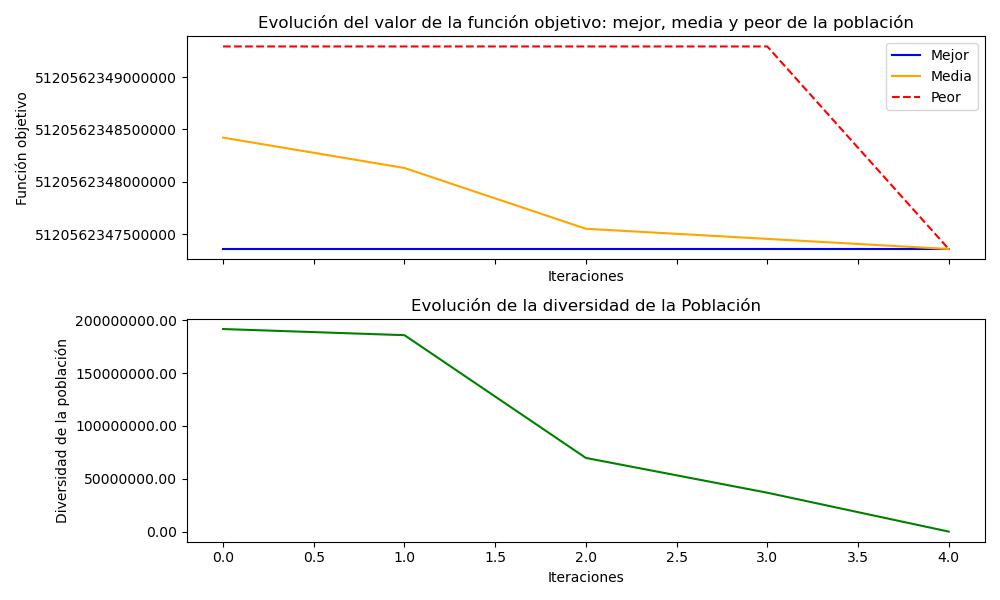 Evolución del valor de la función objetivo: mejor, media y peor de la población
Función objetivo
5120562349000000
5120562348500000
5120562348000000
5120562347500000
Mejor
Media
Peor
Iteraciones
Evolución de la diversidad de la Población
Diversidad de la población
200000000.00
150000000.00
100000000.00
50000000.00
0.00
0.0 0.5 1.0 1.5 2.0 2.5 3.0 3.5 4.0
Iteraciones